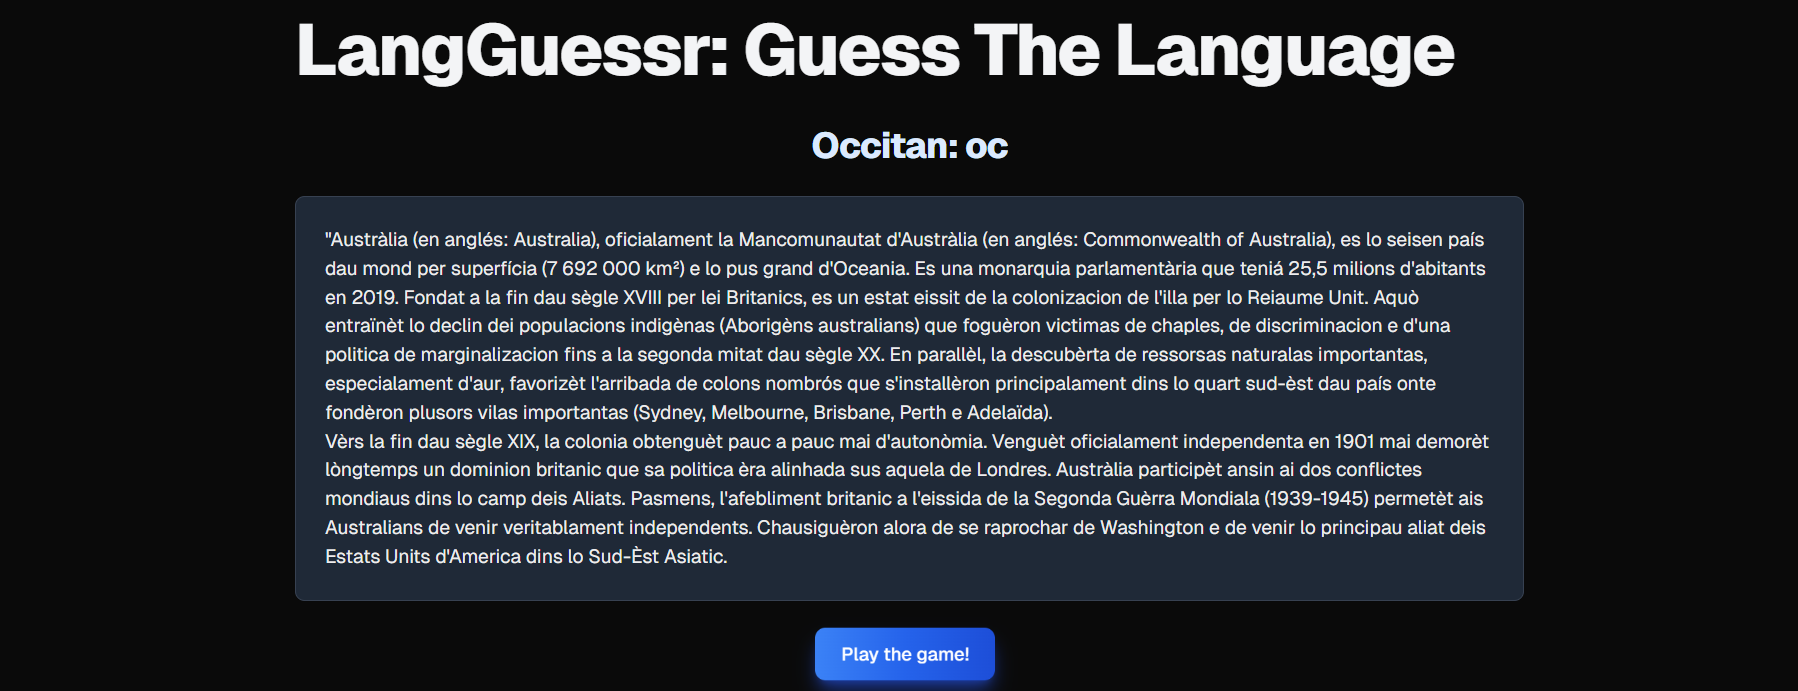 LangGuessr: Guess The Language
Occitan: oc
"Austràlia (en anglés: Australia), oficialament la Mancomunautat d'Austràlia (en anglés: Commonwealth of Australia), es lo seisen país
dau mond per superfícia (7 692 000 km²) e lo pus grand d'Oceania. Es una monarquia parlamentària que teniá 25,5 milions d'abitants
en 2019. Fondat a la fin dau sègle XVIII per lei Britanics, es un estat eissit de la colonizacion de l'illa per lo Reiaume Unit. Aquò
entraïnèt lo declin dei populacions indigènas (Aborigèns australians) que foguèron victimas de chaples, de discriminacion e d'una
politica de marginalizacion fins a la segonda mitat dau sègle XX. En parallèl, la descubèrta de ressorsas naturalas importantas,
especialament d'aur, favorizèt l'arribada de colons nombrós que s'installèron principalament dins lo quart sud-èst dau país onte
fondèron plusors vilas importantas (Sydney, Melbourne, Brisbane, Perth e Adelaïda).
Vèrs la fin dau sègle XIX, la colonia obtenguèt pauc a pauc mai d'autonòmia. Venguèt oficialament independenta en 1901 mai demorèt
lòngtemps un dominion britanic que sa politica èra alinhada sus aquela de Londres. Austràlia participèt ansin ai dos conflictes
mondiaus dins lo camp deis Aliats. Pasmens, l'afebliment britanic a l'eissida de la Segonda Guèrra Mondiala (1939-1945) permetèt ais
Australians de venir veritablament independents. Chausiguèron alora de se raprochar de Washington e de venir lo principau aliat deis
Estats Units d'America dins lo Sud-Èst Asiatic.
Play the game!